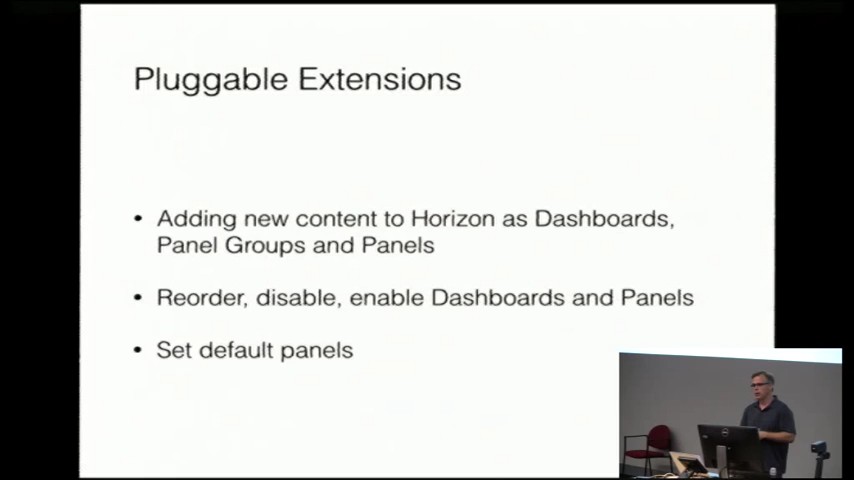 Pluggable Extensions
• Adding new content to Horizon as Dashboards,
Panel Groups and Panels
• Reorder, disable, enable Dashboards and Panels
• Set default panels